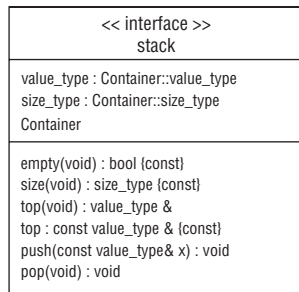 << interface >>
stack
value_type : Container::value_type
size_type : Container::size_type
Container
empty(void) : bool {const}
size(void) : size_type {const}
top(void) : value_type &
top : const value_type & {const}
push(const value_type& x) : void
pop(void) : void